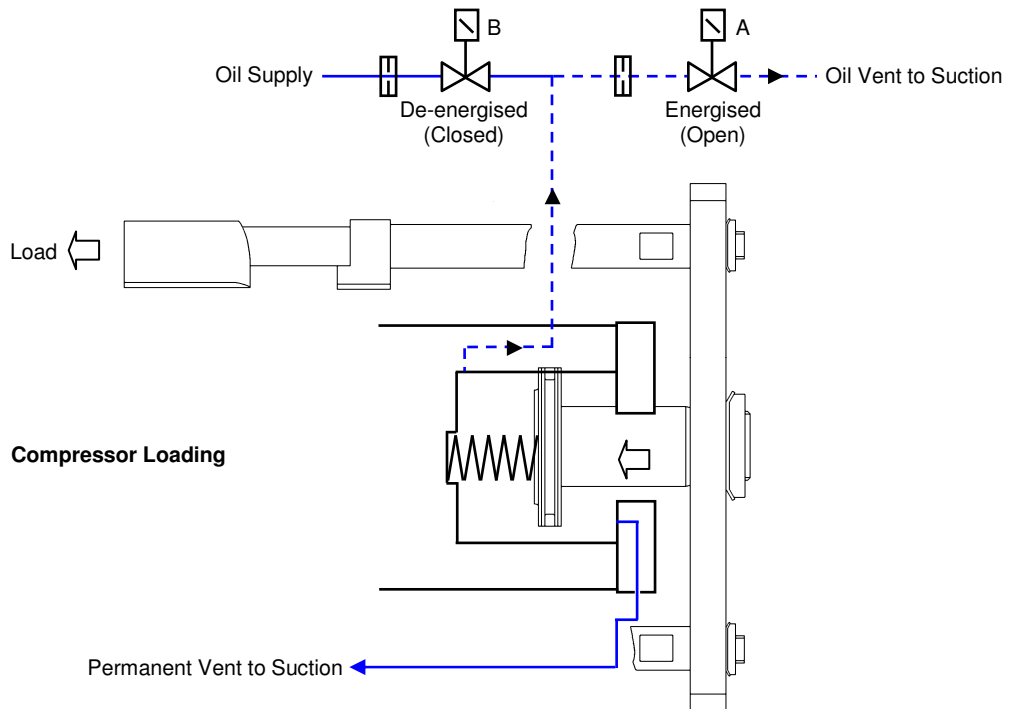 B
A
Oil Supply
Oil Vent to Suction
De-energised
(Closed)
Energised
(Open)
Load
Compressor Loading
Permanent Vent to Suction